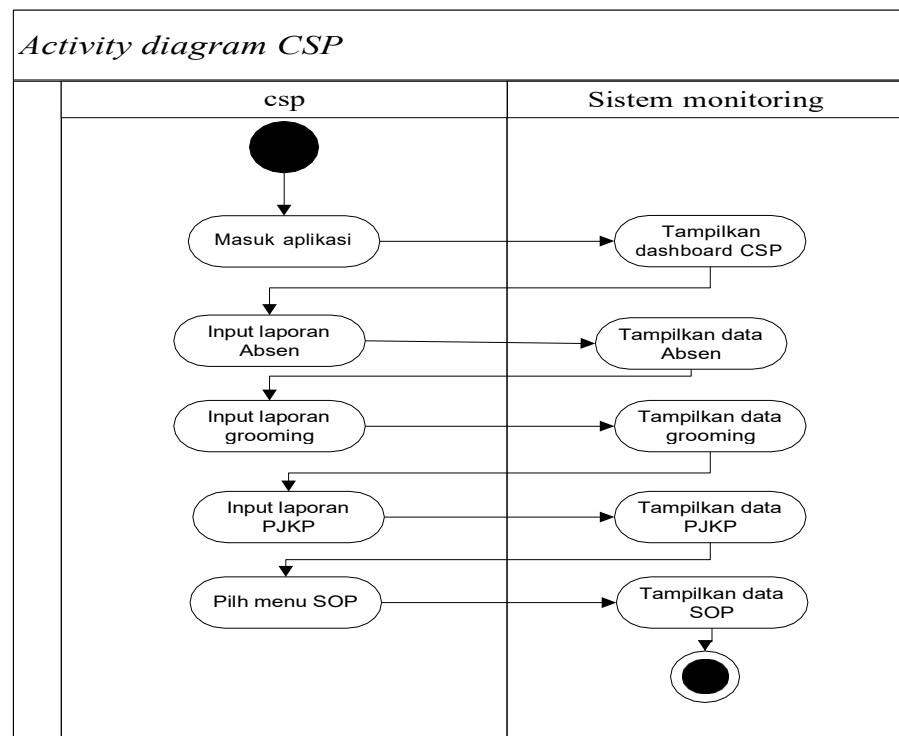 Activity diagram CSP
csp
Sistem monitoring
Masuk aplikasi
Tampilkan
dashboard CSP
Input laporan
Absen
Tampilkan data
Absen
Input laporan
grooming
Tampilkan data
grooming
Input laporan
PJKP
Tampilkan data
PJKP
Pilh menu SOP
Tampilkan data
SOP